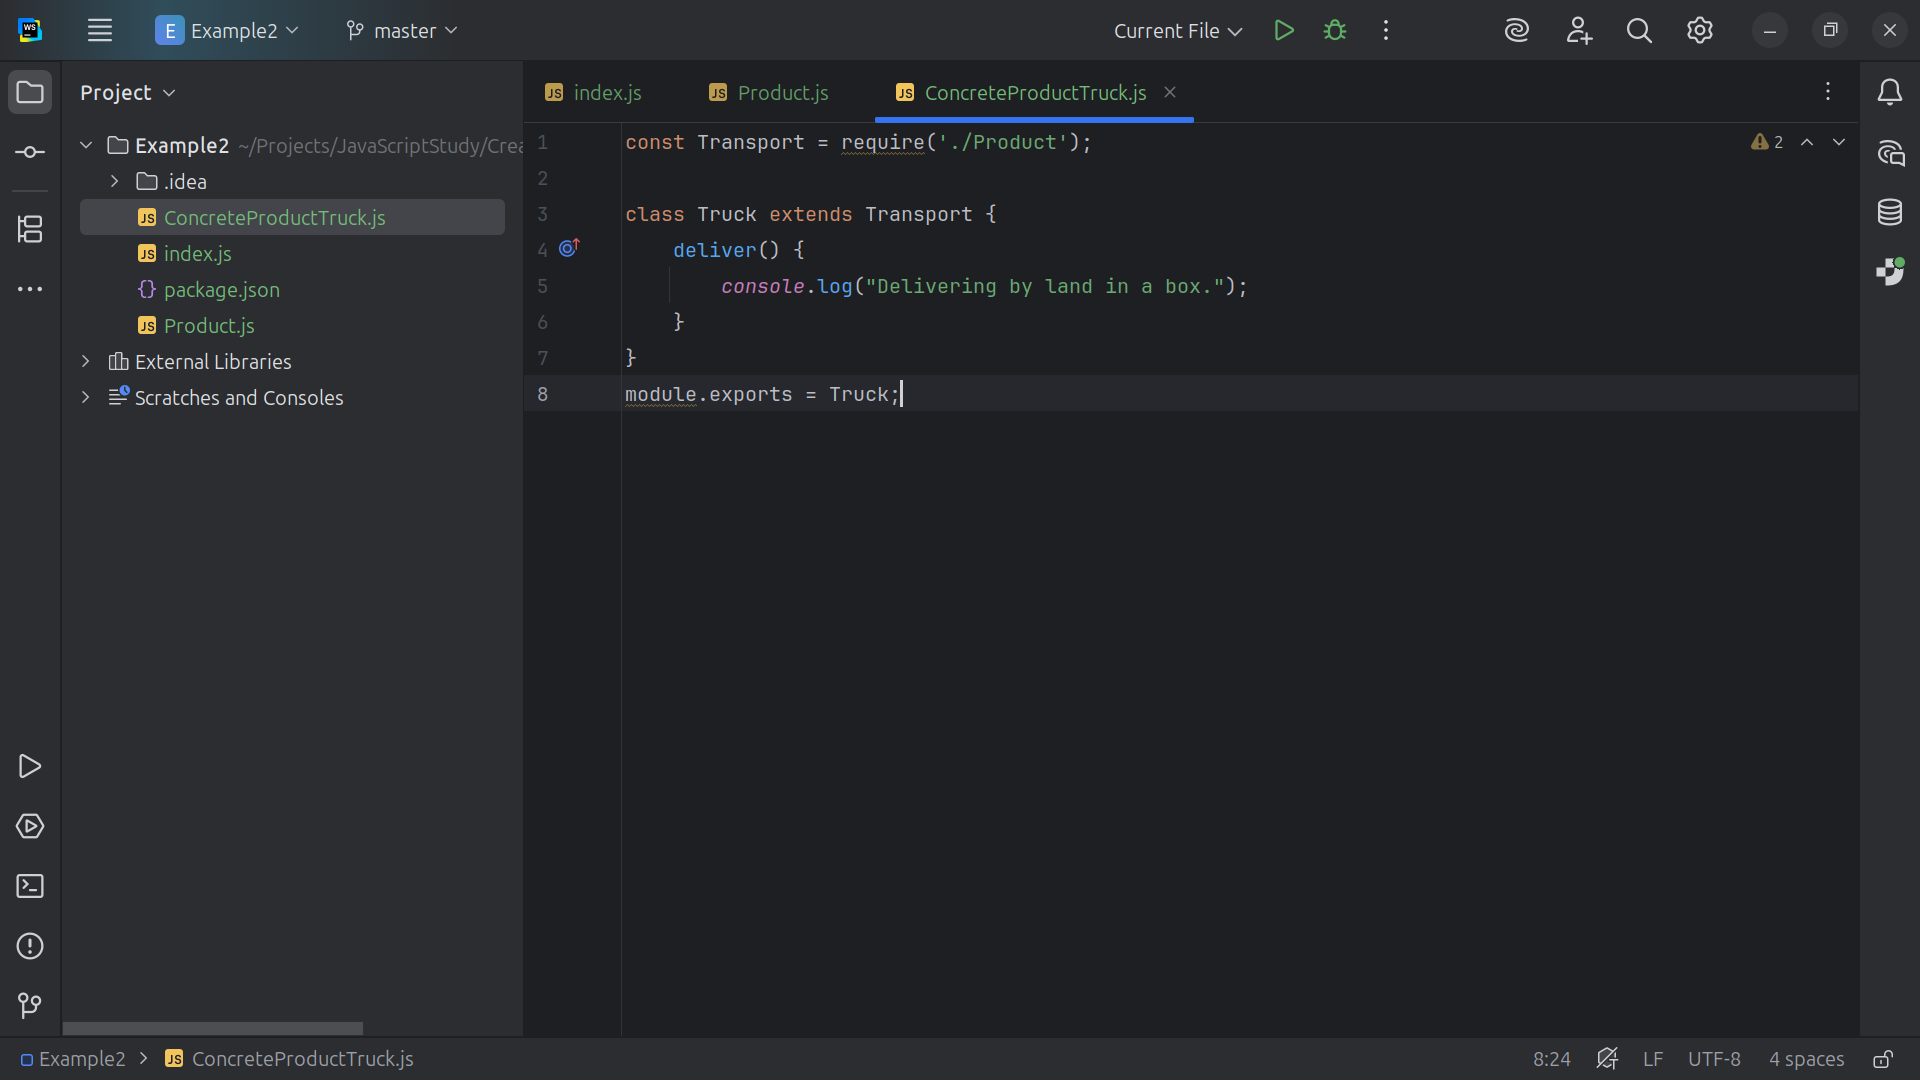 WS
E Example2
master
Current File
Project
Example2 ~/Projects/JavaScriptStudy/Crea
.idea
JS ConcreteProductTruck.js
JS index.js
{} package.json
JS Product.js
External Libraries
Scratches and Consoles
JS index.js
JS Product.js
JS ConcreteProductTruck.js
1 const Transport = require('./Product');
2
3 class Truck extends Transport {
4     deliver() {
5         console.log("Delivering by land in a box.");
6     }
7 }
8 module.exports = Truck;
2
Example2 > JS ConcreteProductTruck.js
8:24
LF
UTF-8
4 spaces